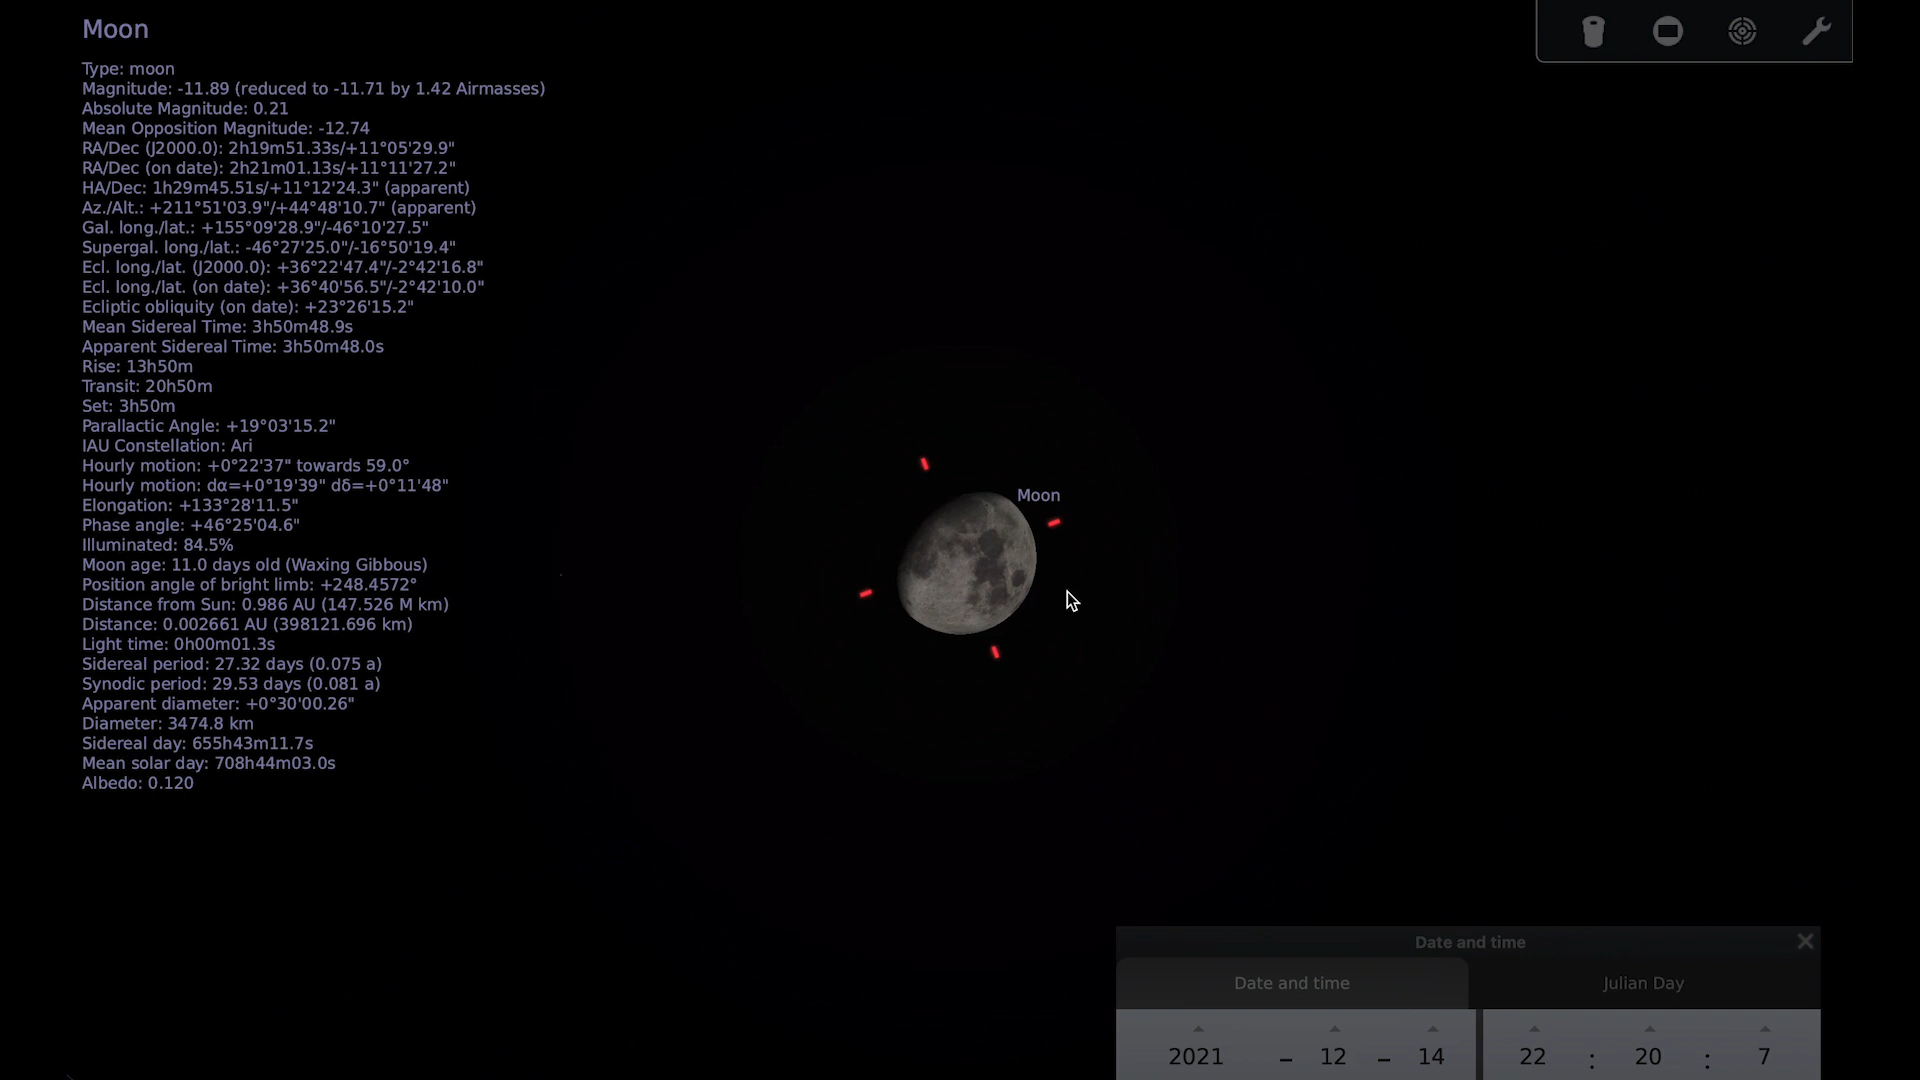 Moon
Type: moon
Magnitude: -11.89 (reduced to -11.71 by 1.42 Airmasses)
Absolute Magnitude: 0.21
Mean Opposition Magnitude: -12.74
RA/Dec (J2000.0): 2h19m51.33s/+11°05'29.9"
RA/Dec (on date): 2h21m01.13s/+11°11'27.2"
HA/Dec: 1h29m45.51s/+11°12'24.3" (apparent)
Az./Alt.: +211°51'03.9"/+44°48'10.7" (apparent)
Gal. long./lat.: +155°09'28.9"/-46°10'27.5"
Supergal. long./lat.: -46°27'25.0"/-16°50'19.4"
Ecl. long./lat. (J2000.0): +36°22'47.4"/-2°42'16.8"
Ecl. long./lat. (on date): +36°40'56.5"/-2°42'10.0"
Ecliptic obliquity (on date): +23°26'15.2"
Mean Sidereal Time: 3h50m48.9s
Apparent Sidereal Time: 3h50m48.0s
Rise: 13h50m
Transit: 20h50m
Set: 3h50m
Parallactic Angle: +19°03'15.2"
IAU Constellation: Ari
Hourly motion: +0°22'37" towards 59.0°
Hourly motion: dα=+0°19'39" dδ=+0°11'48"
Elongation: +133°28'11.5"
Phase angle: +46°25'04.6"
Illuminated: 84.5%
Moon age: 11.0 days old (Waxing Gibbous)
Position angle of bright limb: +248.4572°
Distance from Sun: 0.986 AU (147.526 M km)
Distance: 0.002661 AU (398121.696 km)
Light time: 0h00m01.3s
Sidereal period: 27.32 days (0.075 a)
Synodic period: 29.53 days (0.081 a)
Apparent diameter: +0°30'00.26"
Diameter: 3474.8 km
Sidereal day: 655h43m11.7s
Mean solar day: 708h44m03.0s
Albedo: 0.120
Moon
Date and time
Date and time Julian Day
2021 – 12 – 14 22 : 20 : 7